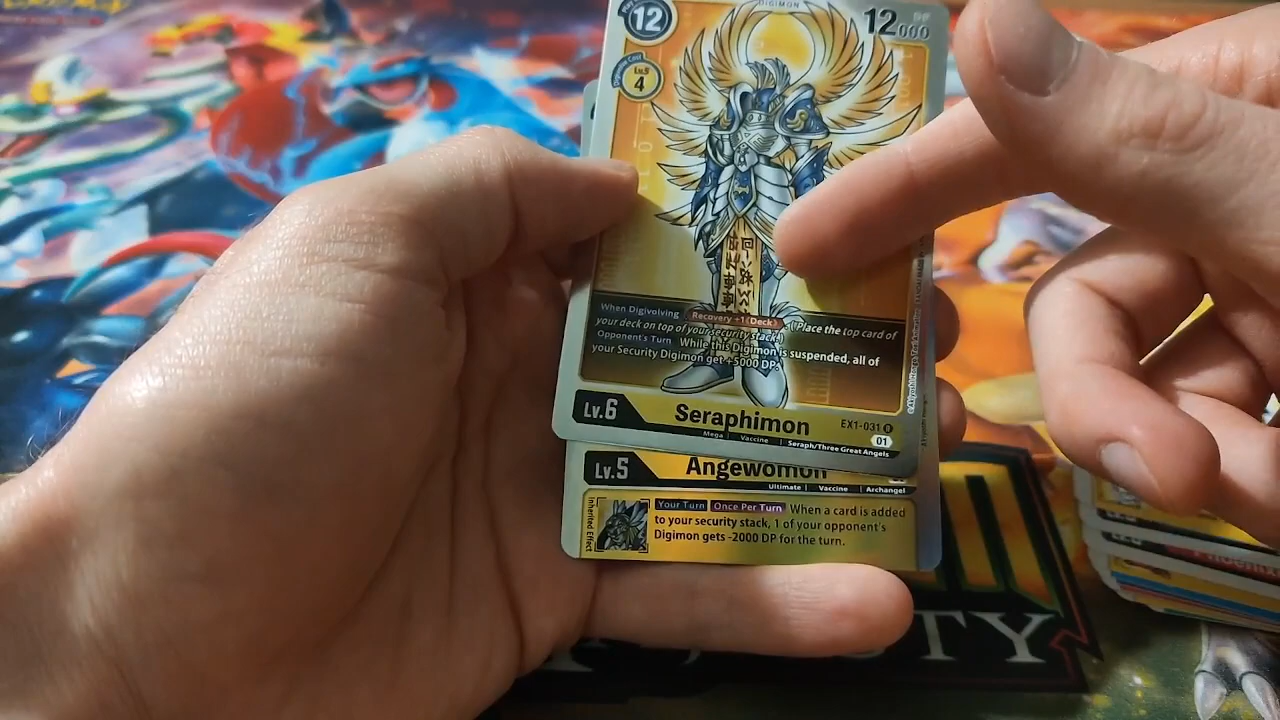 DIGIMON
12
12000
Lv.5
4
When Digivolving Recovery +1 (Deck) (Place the top card of
your deck on top of your security stack.)
Opponent's Turn While this Digimon is suspended, all of
your Security Digimon get +5000 DP.
Lv.6 Seraphimon EX1-031 R
01
Mega | Vaccine | Seraph/Three Great Angels
Lv.5 Angewomon
Ultimate | Vaccine | Archangel
Inherited Effect
Your Turn Once Per Turn When a card is added
to your security stack, 1 of your opponent's
Digimon gets -2000 DP for the turn.
TY